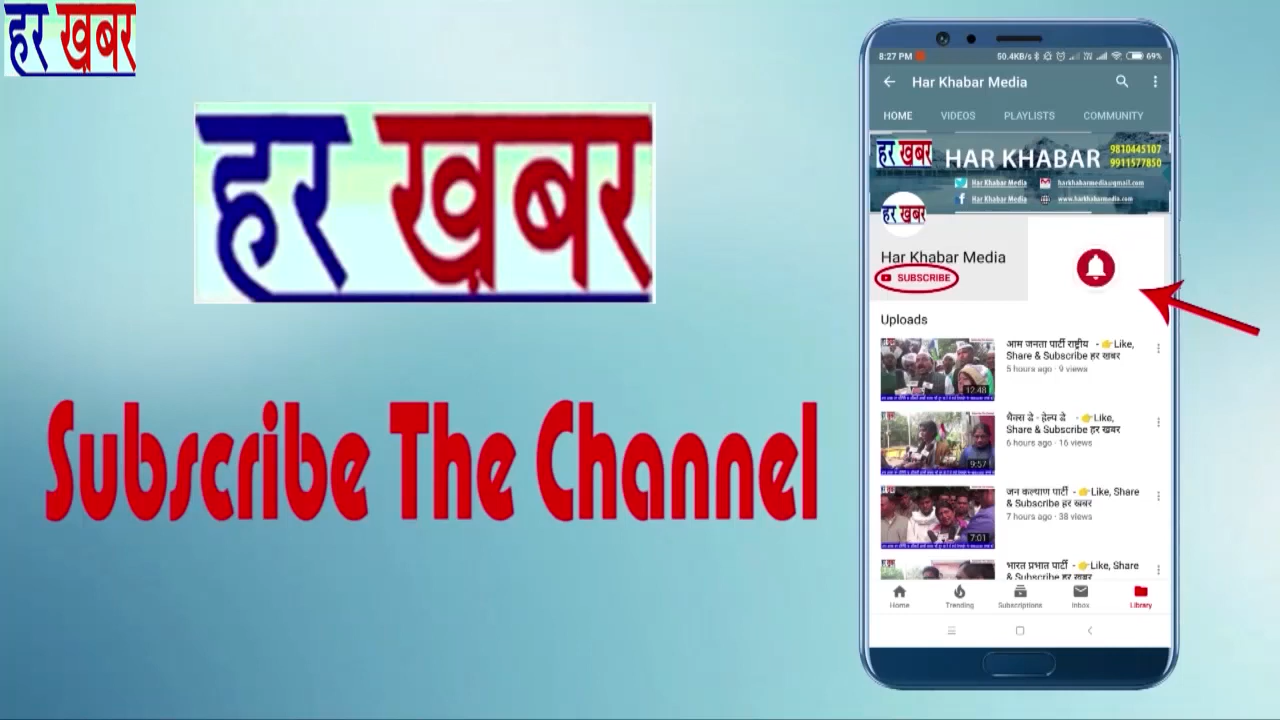 हर ख़बर
हर ख़बर
Subscribe The Channel
8:27 PM
50.4KB/s
69%
Har Khabar Media
HOME
VIDEOS
PLAYLISTS
COMMUNITY
हर ख़बर
HAR KHABAR
9810445107
9911577850
Har Khabar Media
harkhabarmedia@gmail.com
Har Khabar Media
www.harkhabarmedia.com
हर ख़बर
Har Khabar Media
SUBSCRIBE
Uploads
आम जनता पार्टी राष्ट्रीय - 👉Like,
Share & Subscribe हर खबर
5 hours ago · 9 views
12:48
थैंक्स डे - हेल्प डे - 👉Like,
Share & Subscribe हर खबर
6 hours ago · 16 views
9:57
जन कल्याण पार्टी - 👉Like, Share
& Subscribe हर खबर
7 hours ago · 38 views
7:01
भारत प्रभात पार्टी - 👉Like, Share
& Subscribe हर खबर
Home
Trending
Subscriptions
Inbox
Library